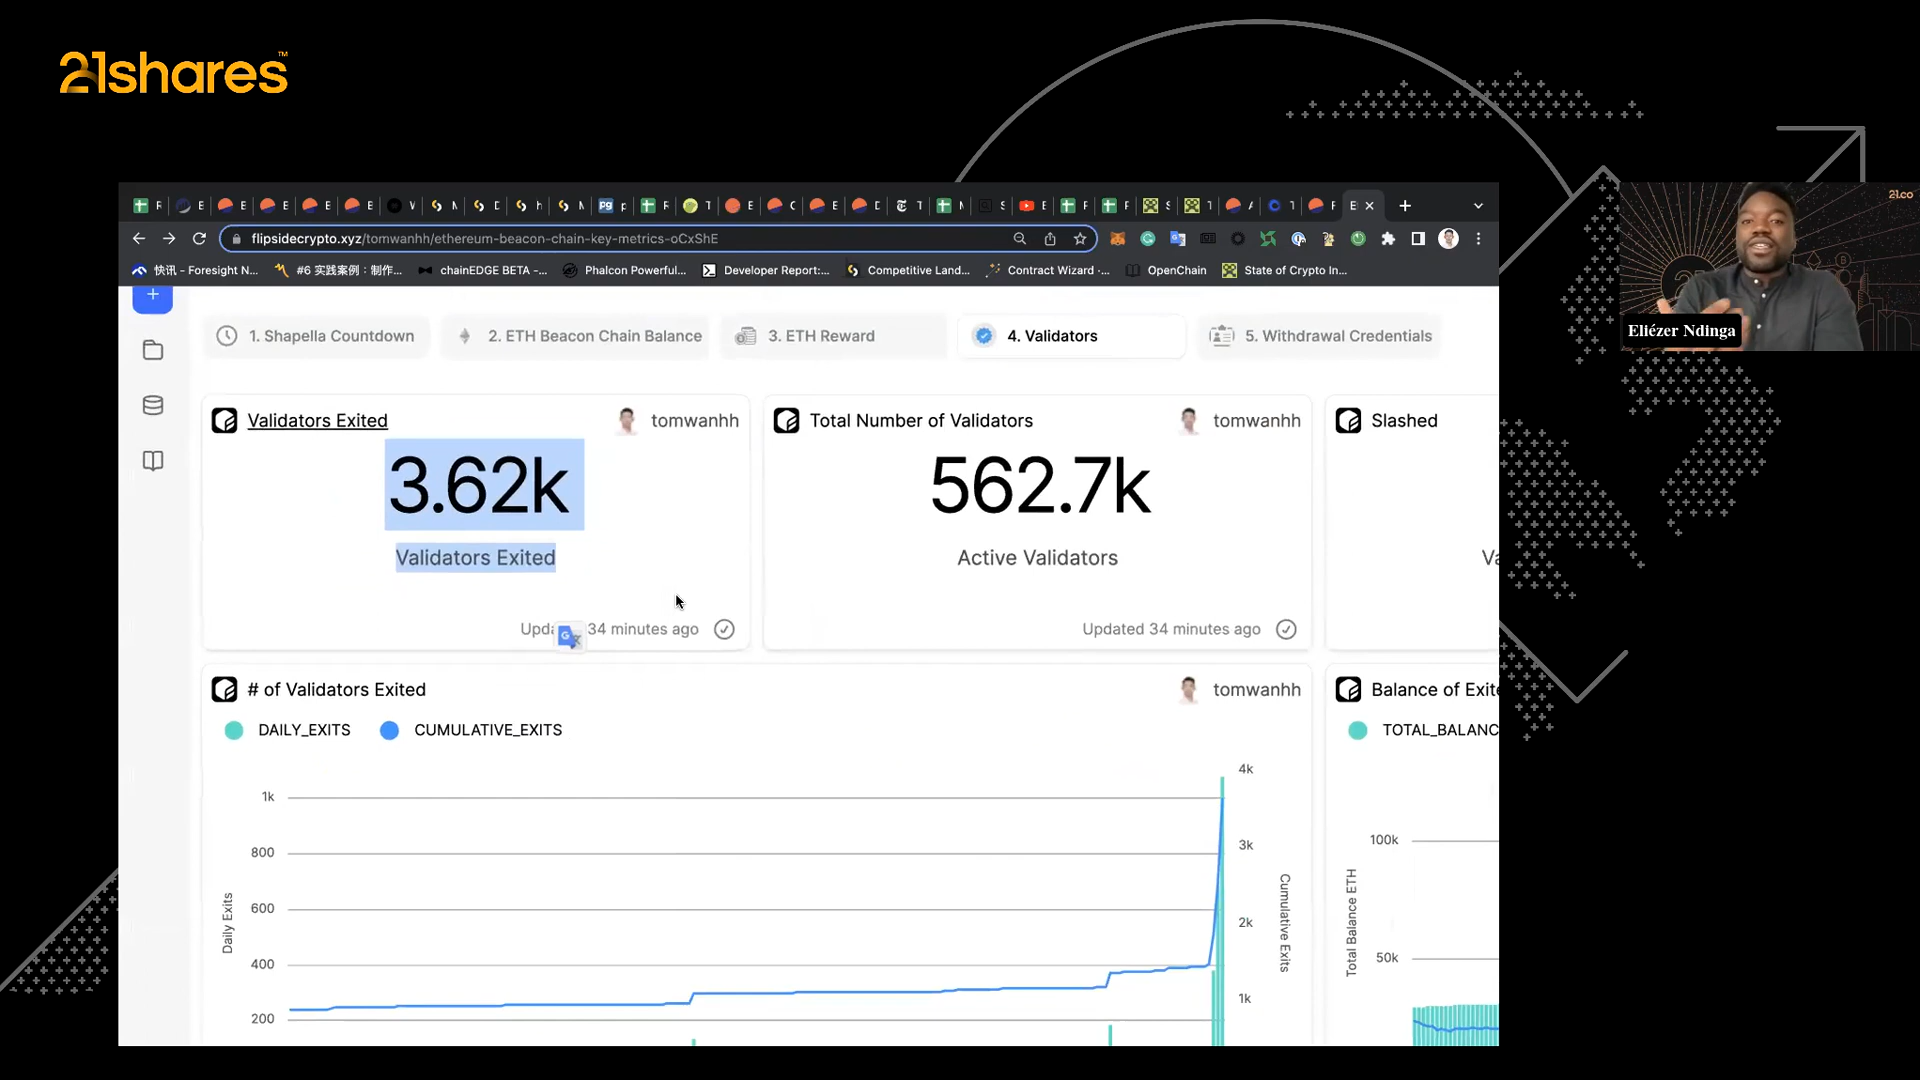 21shares™
flipsidecrypto.xyz/tomwanhh/ethereum-beacon-chain-key-metrics-oCxShE
快讯 - Foresight N...
#6 实践案例：制作...
chainEDGE BETA -...
Phalcon Powerful...
Developer Report:...
Competitive Land...
Contract Wizard -...
OpenChain
State of Crypto In...
21.co
Eliézer Ndinga
1. Shapella Countdown
2. ETH Beacon Chain Balance
3. ETH Reward
4. Validators
5. Withdrawal Credentials
Validators Exited
tomwanhh
3.62k
Validators Exited
34 minutes ago
Total Number of Validators
tomwanhh
562.7k
Active Validators
Updated 34 minutes ago
Slashed
# of Validators Exited
tomwanhh
DAILY_EXITS
CUMULATIVE_EXITS
1k
800
600
400
200
Daily Exits
4k
3k
2k
1k
Cumulative Exits
Balance of Exite
TOTAL_BALANC
100k
50k
Total Balance ETH